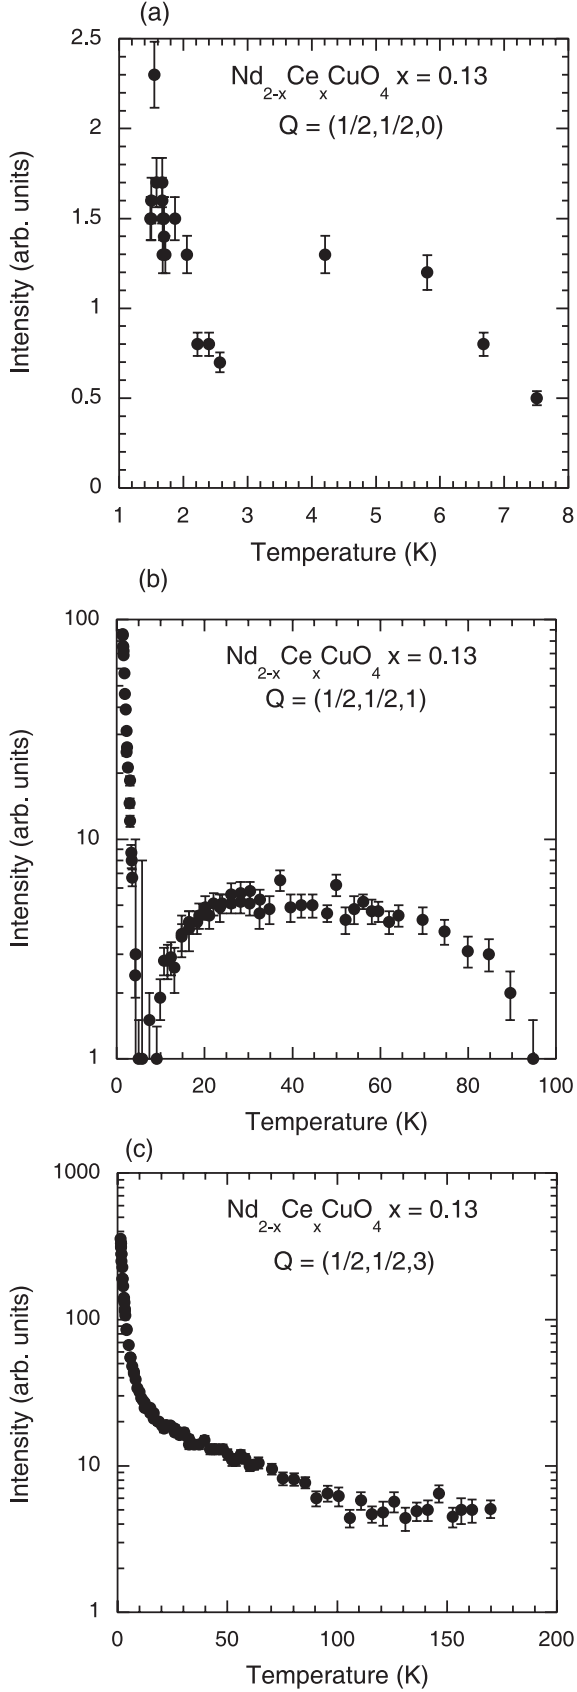 (a)
Nd2-xCexCuO4 x = 0.13
Q = (1/2,1/2,0)
Intensity (arb. units)
2.5
2
1.5
1
0.5
0
1 2 3 4 5 6 7 8
Temperature (K)
(b)
Nd2-xCexCuO4 x = 0.13
Q = (1/2,1/2,1)
Intensity (arb. units)
100
10
1
0 20 40 60 80 100
Temperature (K)
(c)
Nd2-xCexCuO4 x = 0.13
Q = (1/2,1/2,3)
Intensity (arb. units)
1000
100
10
1
0 50 100 150 200
Temperature (K)